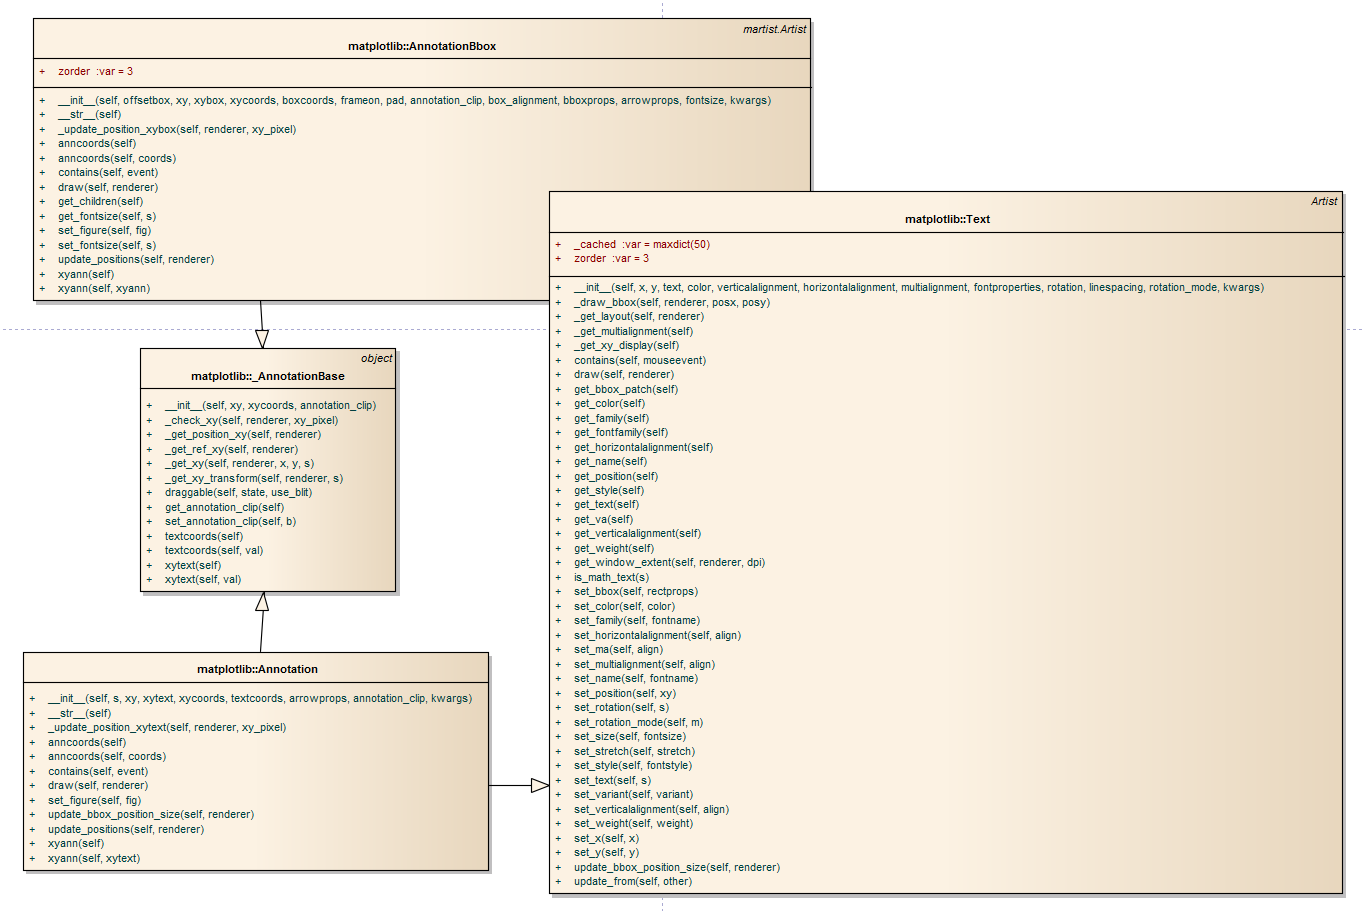 martist.Artist
matplotlib::AnnotationBbox
+ zorder :var = 3
+ __init__(self, offsetbox, xy, xybox, xycoords, boxcoords, frameon, pad, annotation_clip, box_alignment, bboxprops, arrowprops, fontsize, kwargs)
+ __str__(self)
+ _update_position_xybox(self, renderer, xy_pixel)
+ anncoords(self)
+ anncoords(self, coords)
+ contains(self, event)
+ draw(self, renderer)
+ get_children(self)
+ get_fontsize(self, s)
+ set_figure(self, fig)
+ set_fontsize(self, s)
+ update_positions(self, renderer)
+ xyann(self)
+ xyann(self, xyann)
object
matplotlib::_AnnotationBase
+ __init__(self, xy, xycoords, annotation_clip)
+ _check_xy(self, renderer, xy_pixel)
+ _get_position_xy(self, renderer)
+ _get_ref_xy(self, renderer)
+ _get_xy(self, renderer, x, y, s)
+ _get_xy_transform(self, renderer, s)
+ draggable(self, state, use_blit)
+ get_annotation_clip(self)
+ set_annotation_clip(self, b)
+ textcoords(self)
+ textcoords(self, val)
+ xytext(self)
+ xytext(self, val)
matplotlib::Annotation
+ __init__(self, s, xy, xytext, xycoords, textcoords, arrowprops, annotation_clip, kwargs)
+ __str__(self)
+ _update_position_xytext(self, renderer, xy_pixel)
+ anncoords(self)
+ anncoords(self, coords)
+ contains(self, event)
+ draw(self, renderer)
+ set_figure(self, fig)
+ update_bbox_position_size(self, renderer)
+ update_positions(self, renderer)
+ xyann(self)
+ xyann(self, xytext)
Artist
matplotlib::Text
+ _cached :var = maxdict(50)
+ zorder :var = 3
+ __init__(self, x, y, text, color, verticalalignment, horizontalalignment, multialignment, fontproperties, rotation, linespacing, rotation_mode, kwargs)
+ _draw_bbox(self, renderer, posx, posy)
+ _get_layout(self, renderer)
+ _get_multialignment(self)
+ _get_xy_display(self)
+ contains(self, mouseevent)
+ draw(self, renderer)
+ get_bbox_patch(self)
+ get_color(self)
+ get_family(self)
+ get_fontfamily(self)
+ get_horizontalalignment(self)
+ get_name(self)
+ get_position(self)
+ get_style(self)
+ get_text(self)
+ get_va(self)
+ get_verticalalignment(self)
+ get_weight(self)
+ get_window_extent(self, renderer, dpi)
+ is_math_text(s)
+ set_bbox(self, rectprops)
+ set_color(self, color)
+ set_family(self, fontname)
+ set_horizontalalignment(self, align)
+ set_ma(self, align)
+ set_multialignment(self, align)
+ set_name(self, fontname)
+ set_position(self, xy)
+ set_rotation(self, s)
+ set_rotation_mode(self, m)
+ set_size(self, fontsize)
+ set_stretch(self, stretch)
+ set_style(self, fontstyle)
+ set_text(self, s)
+ set_variant(self, variant)
+ set_verticalalignment(self, align)
+ set_weight(self, weight)
+ set_x(self, x)
+ set_y(self, y)
+ update_bbox_position_size(self, renderer)
+ update_from(self, other)